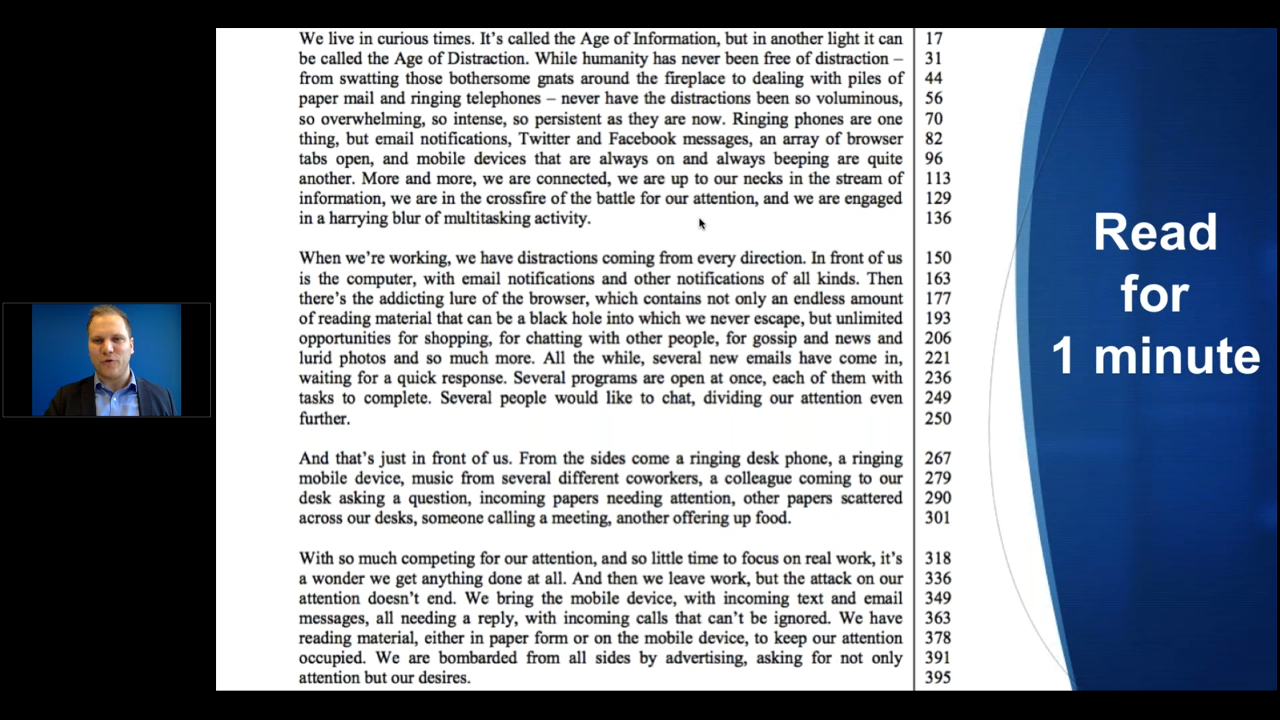 We live in curious times. It’s called the Age of Information, but in another light it can 17
be called the Age of Distraction. While humanity has never been free of distraction – 31
from swatting those bothersome gnats around the fireplace to dealing with piles of 44
paper mail and ringing telephones – never have the distractions been so voluminous, 56
so overwhelming, so intense, so persistent as they are now. Ringing phones are one 70
thing, but email notifications, Twitter and Facebook messages, an array of browser 82
tabs open, and mobile devices that are always on and always beeping are quite 96
another. More and more, we are connected, we are up to our necks in the stream of 113
information, we are in the crossfire of the battle for our attention, and we are engaged 129
in a harrying blur of multitasking activity. 136
When we’re working, we have distractions coming from every direction. In front of us 150
is the computer, with email notifications and other notifications of all kinds. Then 163
there’s the addicting lure of the browser, which contains not only an endless amount 177
of reading material that can be a black hole into which we never escape, but unlimited 193
opportunities for shopping, for chatting with other people, for gossip and news and 206
lurid photos and so much more. All the while, several new emails have come in, 221
waiting for a quick response. Several programs are open at once, each of them with 236
tasks to complete. Several people would like to chat, dividing our attention even 249
further. 250
And that’s just in front of us. From the sides come a ringing desk phone, a ringing 267
mobile device, music from several different coworkers, a colleague coming to our 279
desk asking a question, incoming papers needing attention, other papers scattered 290
across our desks, someone calling a meeting, another offering up food. 301
With so much competing for our attention, and so little time to focus on real work, it’s 318
a wonder we get anything done at all. And then we leave work, but the attack on our 336
attention doesn’t end. We bring the mobile device, with incoming text and email 349
messages, all needing a reply, with incoming calls that can’t be ignored. We have 363
reading material, either in paper form or on the mobile device, to keep our attention 378
occupied. We are bombarded from all sides by advertising, asking for not only 391
attention but our desires. 395
Read
for
1 minute